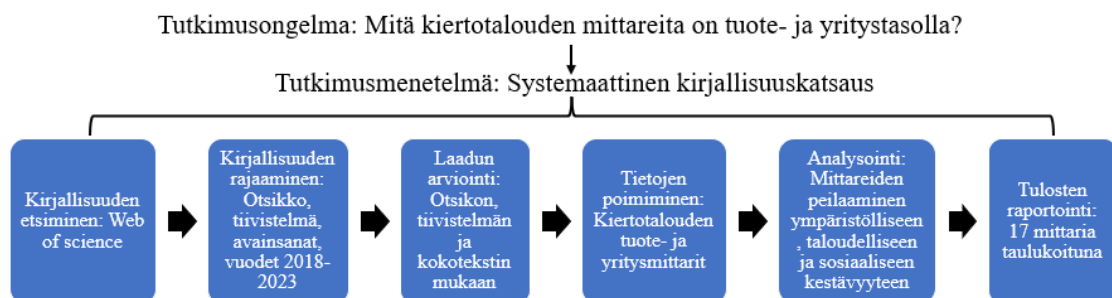 Tutkimusongelma: Mitä kiertotalouden mittareita on tuote- ja yritystasolla?
Tutkimusmenetelmä: Systemaattinen kirjallisuuskatsaus
Kirjallisuuden
etsiminen: Web
of science
Kirjallisuuden
rajaaminen:
Otsikko,
tiivistelmä,
avainsanat,
vuodet 2018-
2023
Laadun
arviointi:
Otsikon,
tiivistelmän
ja
kokotekstin
mukaan
Tietojen
poimiminen:
Kiertotalouden
tuote- ja
yritysmittarit
Analysointi:
Mittareiden
peilaaminen
ympäristölliseen
, taloudelliseen
ja sosiaaliseen
kestävyyteen
Tulosten
raportointi:
17 mittaria
taulukoituna